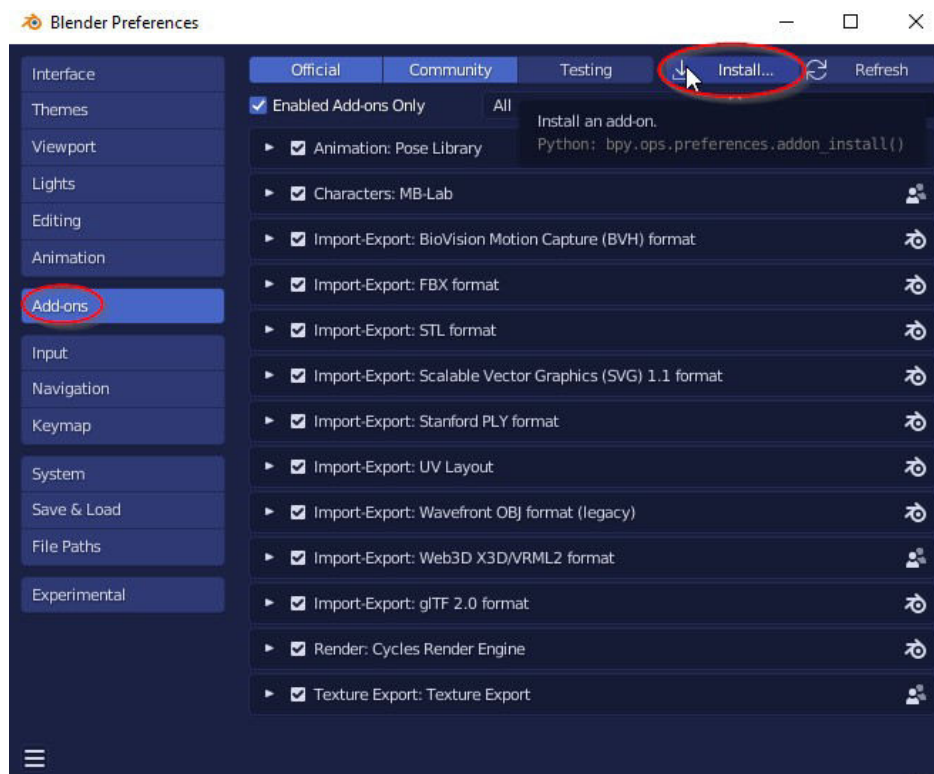 Blender Preferences
Interface
Themes
Viewport
Lights
Editing
Animation
Add-ons
Input
Navigation
Keymap
System
Save & Load
File Paths
Experimental
Official Community Testing Install... Refresh
Enabled Add-ons Only All
Install an add-on.
Python: bpy.ops.preferences.addon_install()
Animation: Pose Library
Characters: MB-Lab
Import-Export: BioVision Motion Capture (BVH) format
Import-Export: FBX format
Import-Export: STL format
Import-Export: Scalable Vector Graphics (SVG) 1.1 format
Import-Export: Stanford PLY format
Import-Export: UV Layout
Import-Export: Wavefront OBJ format (legacy)
Import-Export: Web3D X3D/VRML2 format
Import-Export: glTF 2.0 format
Render: Cycles Render Engine
Texture Export: Texture Export